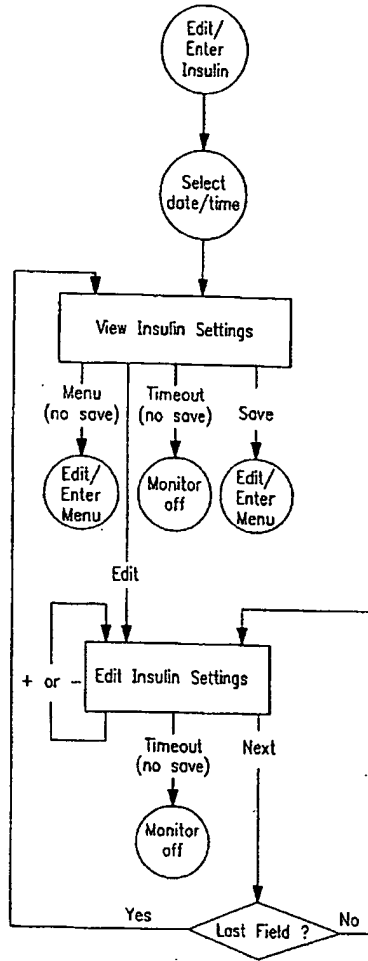 Edit/
Enter
Insulin
Select
date/time
View Insulin Settings
Menu
(no save)
Timeout
(no save)
Save
Edit/
Enter
Menu
Monitor
off
Edit/
Enter
Menu
Edit
+ or -
Edit Insulin Settings
Timeout
(no save)
Next
Monitor
off
Yes
Last Field ?
No